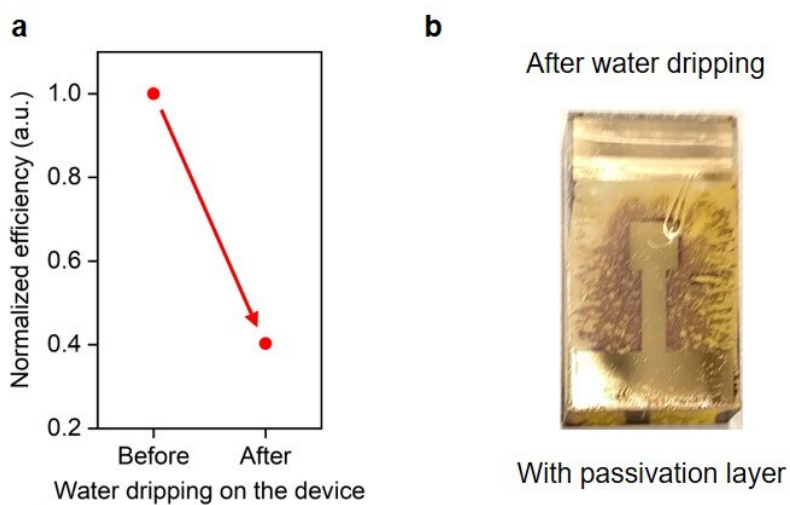 a
Normalized efficiency (a.u.)
1.0
0.8
0.6
0.4
0.2
Before After
Water dripping on the device
b
After water dripping
With passivation layer